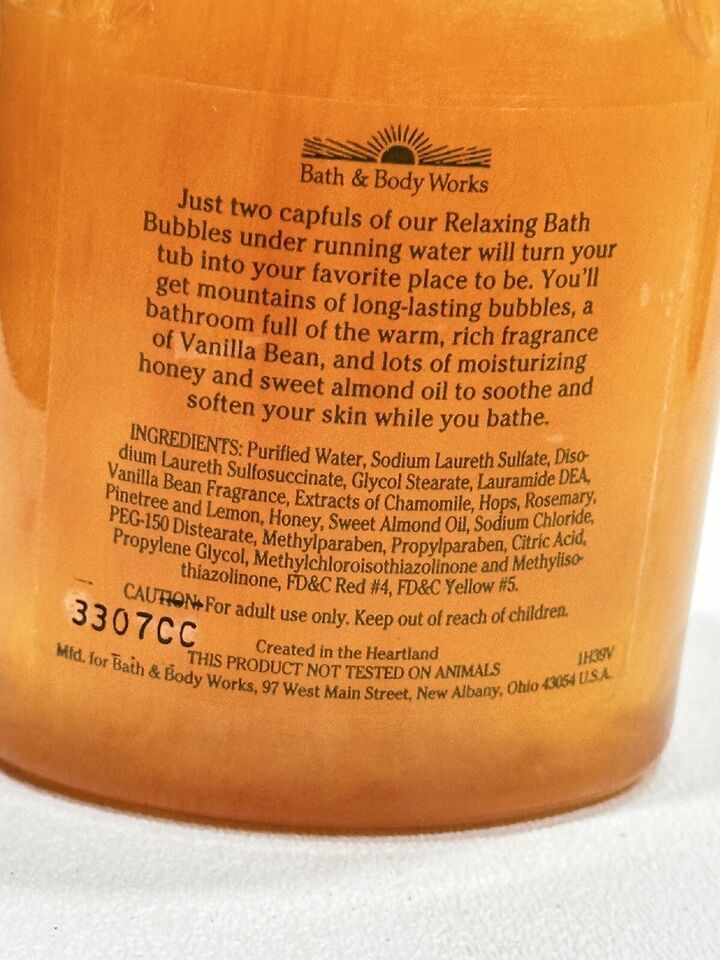 Bath & Body Works
Just two capfuls of our Relaxing Bath
Bubbles under running water will turn your
tub into your favorite place to be. You'll
get mountains of long-lasting bubbles, a
bathroom full of the warm, rich fragrance
of Vanilla Bean, and lots of moisturizing
honey and sweet almond oil to soothe and
soften your skin while you bathe.
INGREDIENTS: Purified Water, Sodium Laureth Sulfate, Diso-
dium Laureth Sulfosuccinate, Glycol Stearate, Lauramide DEA,
Vanilla Bean Fragrance, Extracts of Chamomile, Hops, Rosemary,
Pinetree and Lemon, Honey, Sweet Almond Oil, Sodium Chloride,
PEG-150 Distearate, Methylparaben, Propylparaben, Citric Acid,
Propylene Glycol, Methylchloroisothiazolinone and Methyliso-
thiazolinone, FD&C Red #4, FD&C Yellow #5.
CAUTION: For adult use only. Keep out of reach of children.
3307CC
Created in the Heartland
THIS PRODUCT NOT TESTED ON ANIMALS
1H39V
Mfd. for Bath & Body Works, 97 West Main Street, New Albany, Ohio 43054 U.S.A.